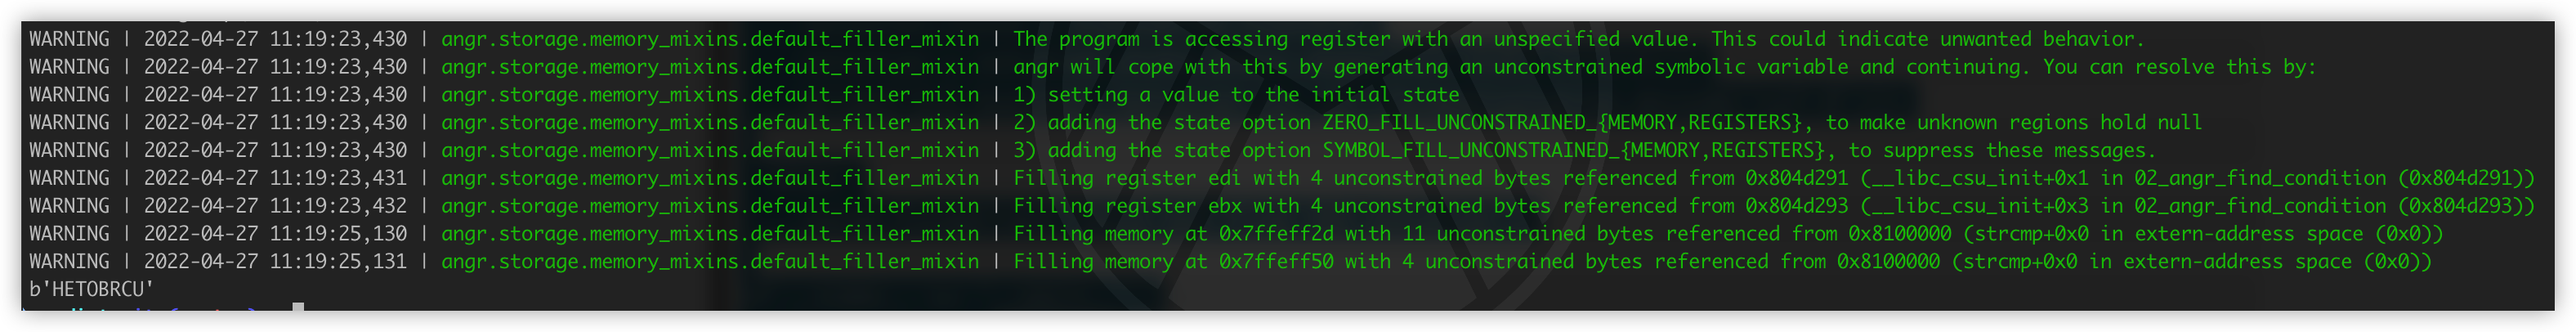 WARNING | 2022-04-27 11:19:23,430 | angr.storage.memory_mixins.default_filler_mixin | The program is accessing register with an unspecified value. This could indicate unwanted behavior.
WARNING | 2022-04-27 11:19:23,430 | angr.storage.memory_mixins.default_filler_mixin | angr will cope with this by generating an unconstrained symbolic variable and continuing. You can resolve this by:
WARNING | 2022-04-27 11:19:23,430 | angr.storage.memory_mixins.default_filler_mixin | 1) setting a value to the initial state
WARNING | 2022-04-27 11:19:23,430 | angr.storage.memory_mixins.default_filler_mixin | 2) adding the state option ZERO_FILL_UNCONSTRAINED_{MEMORY,REGISTERS}, to make unknown regions hold null
WARNING | 2022-04-27 11:19:23,430 | angr.storage.memory_mixins.default_filler_mixin | 3) adding the state option SYMBOL_FILL_UNCONSTRAINED_{MEMORY,REGISTERS}, to suppress these messages.
WARNING | 2022-04-27 11:19:23,431 | angr.storage.memory_mixins.default_filler_mixin | Filling register edi with 4 unconstrained bytes referenced from 0x804d291 (__libc_csu_init+0x1 in 02_angr_find_condition (0x804d291))
WARNING | 2022-04-27 11:19:23,432 | angr.storage.memory_mixins.default_filler_mixin | Filling register ebx with 4 unconstrained bytes referenced from 0x804d293 (__libc_csu_init+0x3 in 02_angr_find_condition (0x804d293))
WARNING | 2022-04-27 11:19:25,130 | angr.storage.memory_mixins.default_filler_mixin | Filling memory at 0x7ffeff2d with 11 unconstrained bytes referenced from 0x8100000 (strcmp+0x0 in extern-address space (0x0))
WARNING | 2022-04-27 11:19:25,131 | angr.storage.memory_mixins.default_filler_mixin | Filling memory at 0x7ffeff50 with 4 unconstrained bytes referenced from 0x8100000 (strcmp+0x0 in extern-address space (0x0))
b'HETOBRCU'